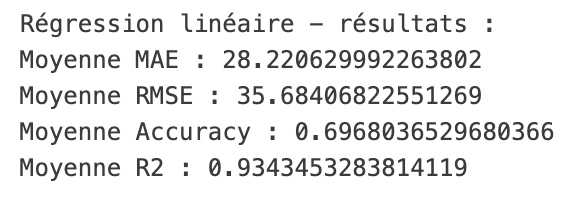 Régression linéaire – résultats :
Moyenne MAE : 28.220629992263802
Moyenne RMSE : 35.68406822551269
Moyenne Accuracy : 0.6968036529680366
Moyenne R2 : 0.9343453283814119